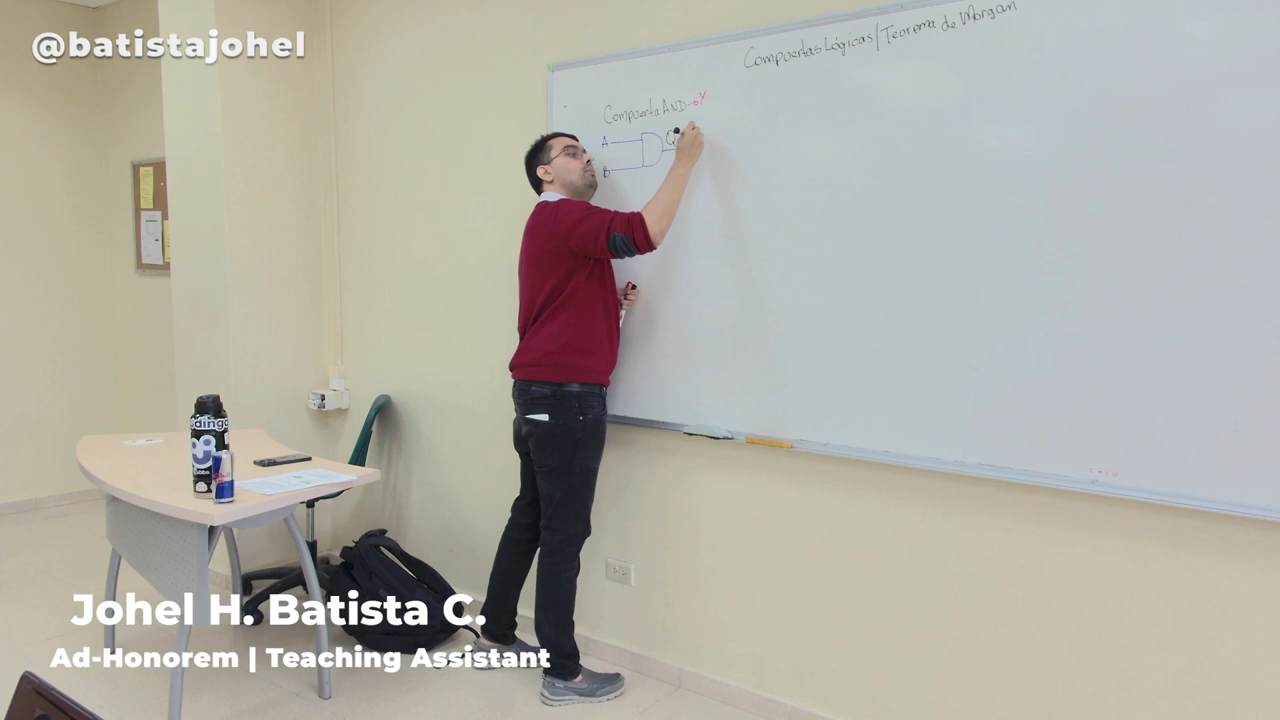 @batistajohel
Compuertas Lógicas/Teorema de Morgan
Compuerta AND→Y
A
Q
B
Johel H. Batista C.
Ad-Honorem | Teaching Assistant